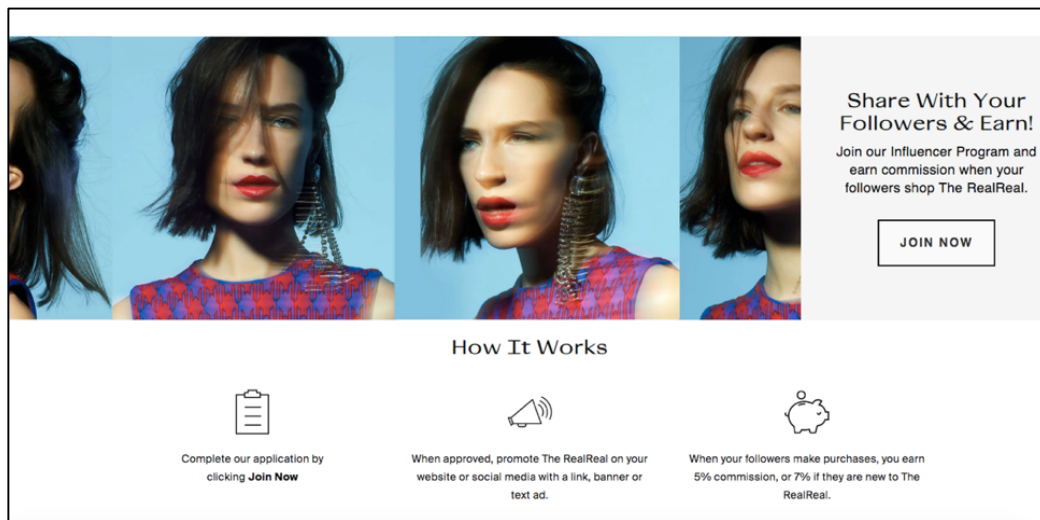 Share With Your
Followers & Earn!
Join our Influencer Program and
earn commission when your
followers shop The RealReal.
JOIN NOW
How It Works
Complete our application by
clicking Join Now
When approved, promote The RealReal on your
website or social media with a link, banner or
text ad.
When your followers make purchases, you earn
5% commission, or 7% if they are new to The
RealReal.